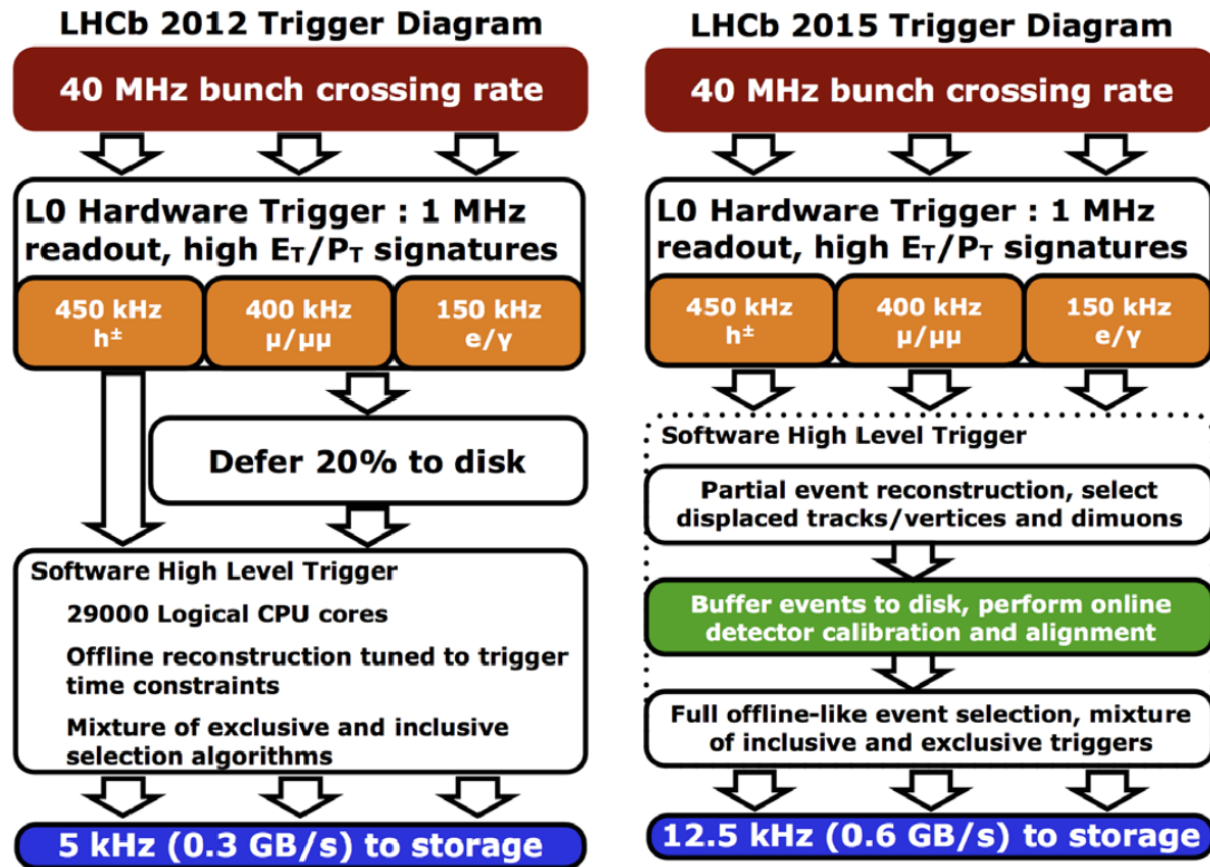 LHCb 2012 Trigger Diagram
40 MHz bunch crossing rate
L0 Hardware Trigger : 1 MHz
readout, high E_T/P_T signatures
450 kHz
h±
400 kHz
μ/μμ
150 kHz
e/γ
Defer 20% to disk
Software High Level Trigger
29000 Logical CPU cores
Offline reconstruction tuned to trigger
time constraints
Mixture of exclusive and inclusive
selection algorithms
5 kHz (0.3 GB/s) to storage
LHCb 2015 Trigger Diagram
40 MHz bunch crossing rate
L0 Hardware Trigger : 1 MHz
readout, high E_T/P_T signatures
450 kHz
h±
400 kHz
μ/μμ
150 kHz
e/γ
Software High Level Trigger
Partial event reconstruction, select
displaced tracks/vertices and dimuons
Buffer events to disk, perform online
detector calibration and alignment
Full offline-like event selection, mixture
of inclusive and exclusive triggers
12.5 kHz (0.6 GB/s) to storage